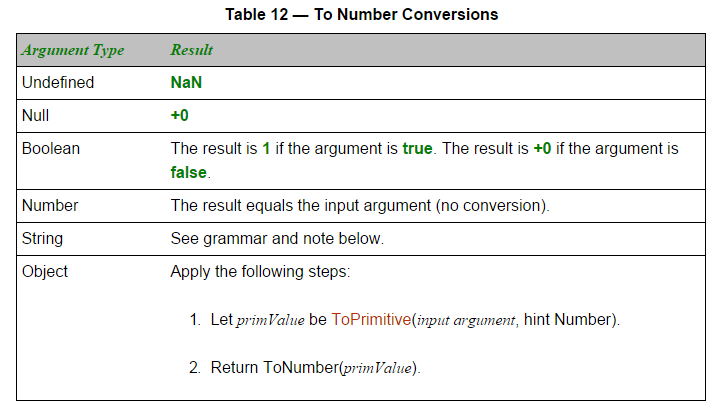 Table 12 — To Number Conversions
Argument Type Result
Undefined NaN
Null +0
Boolean The result is 1 if the argument is true. The result is +0 if the argument is
false.
Number The result equals the input argument (no conversion).
String See grammar and note below.
Object Apply the following steps:
1. Let primValue be ToPrimitive(input argument, hint Number).
2. Return ToNumber(primValue).